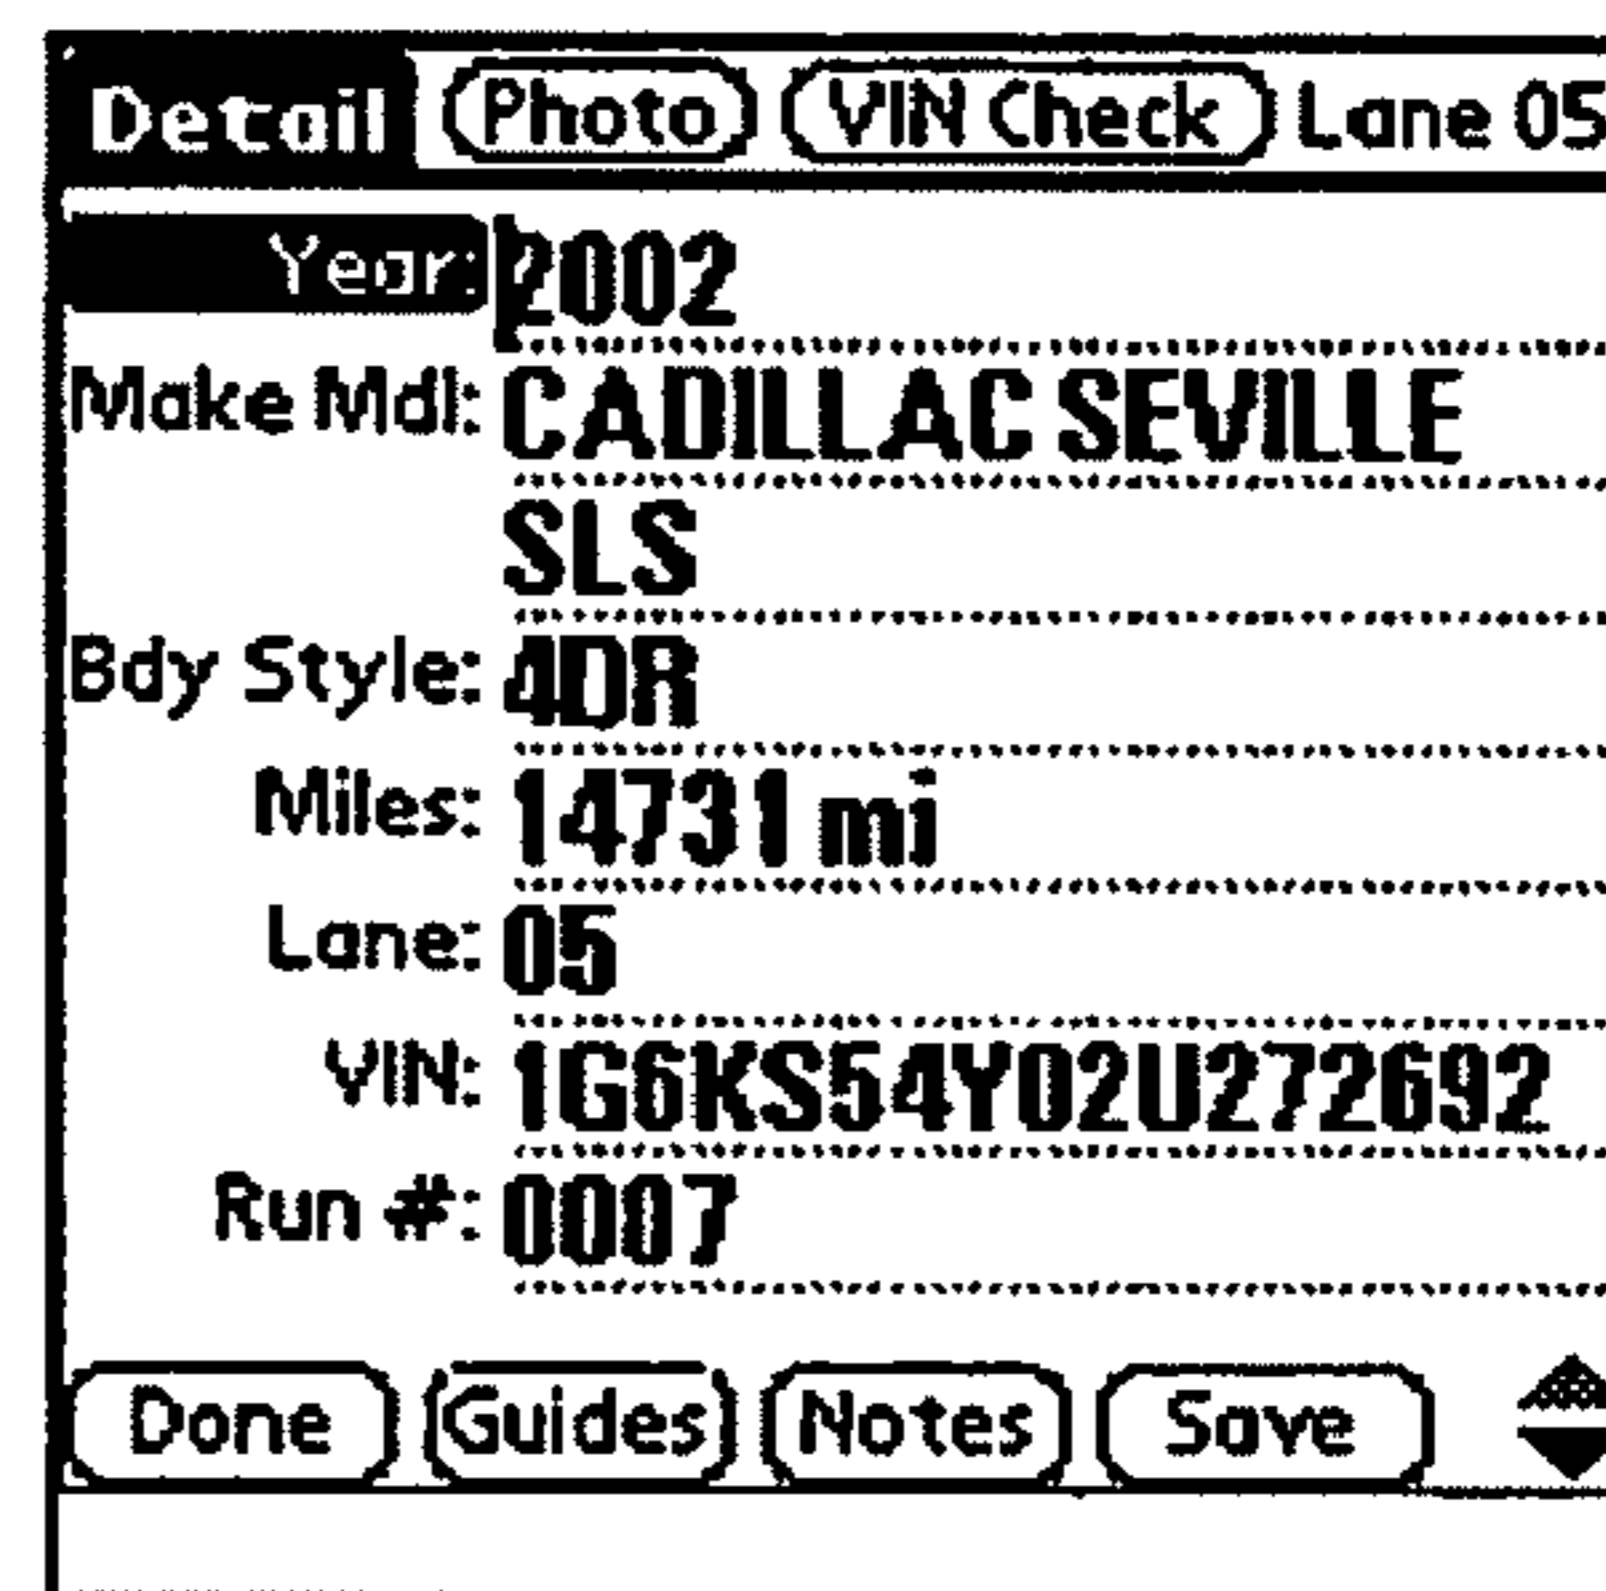 Detail Photo VIN Check Lane 05
Year: 2002
Make Mdl: CADILLAC SEVILLE
SLS
Bdy Style: 4DR
Miles: 14731 mi
Lane: 05
VIN: 1G6KS54Y02U272692
Run #: 0007
Done Guides Notes Save